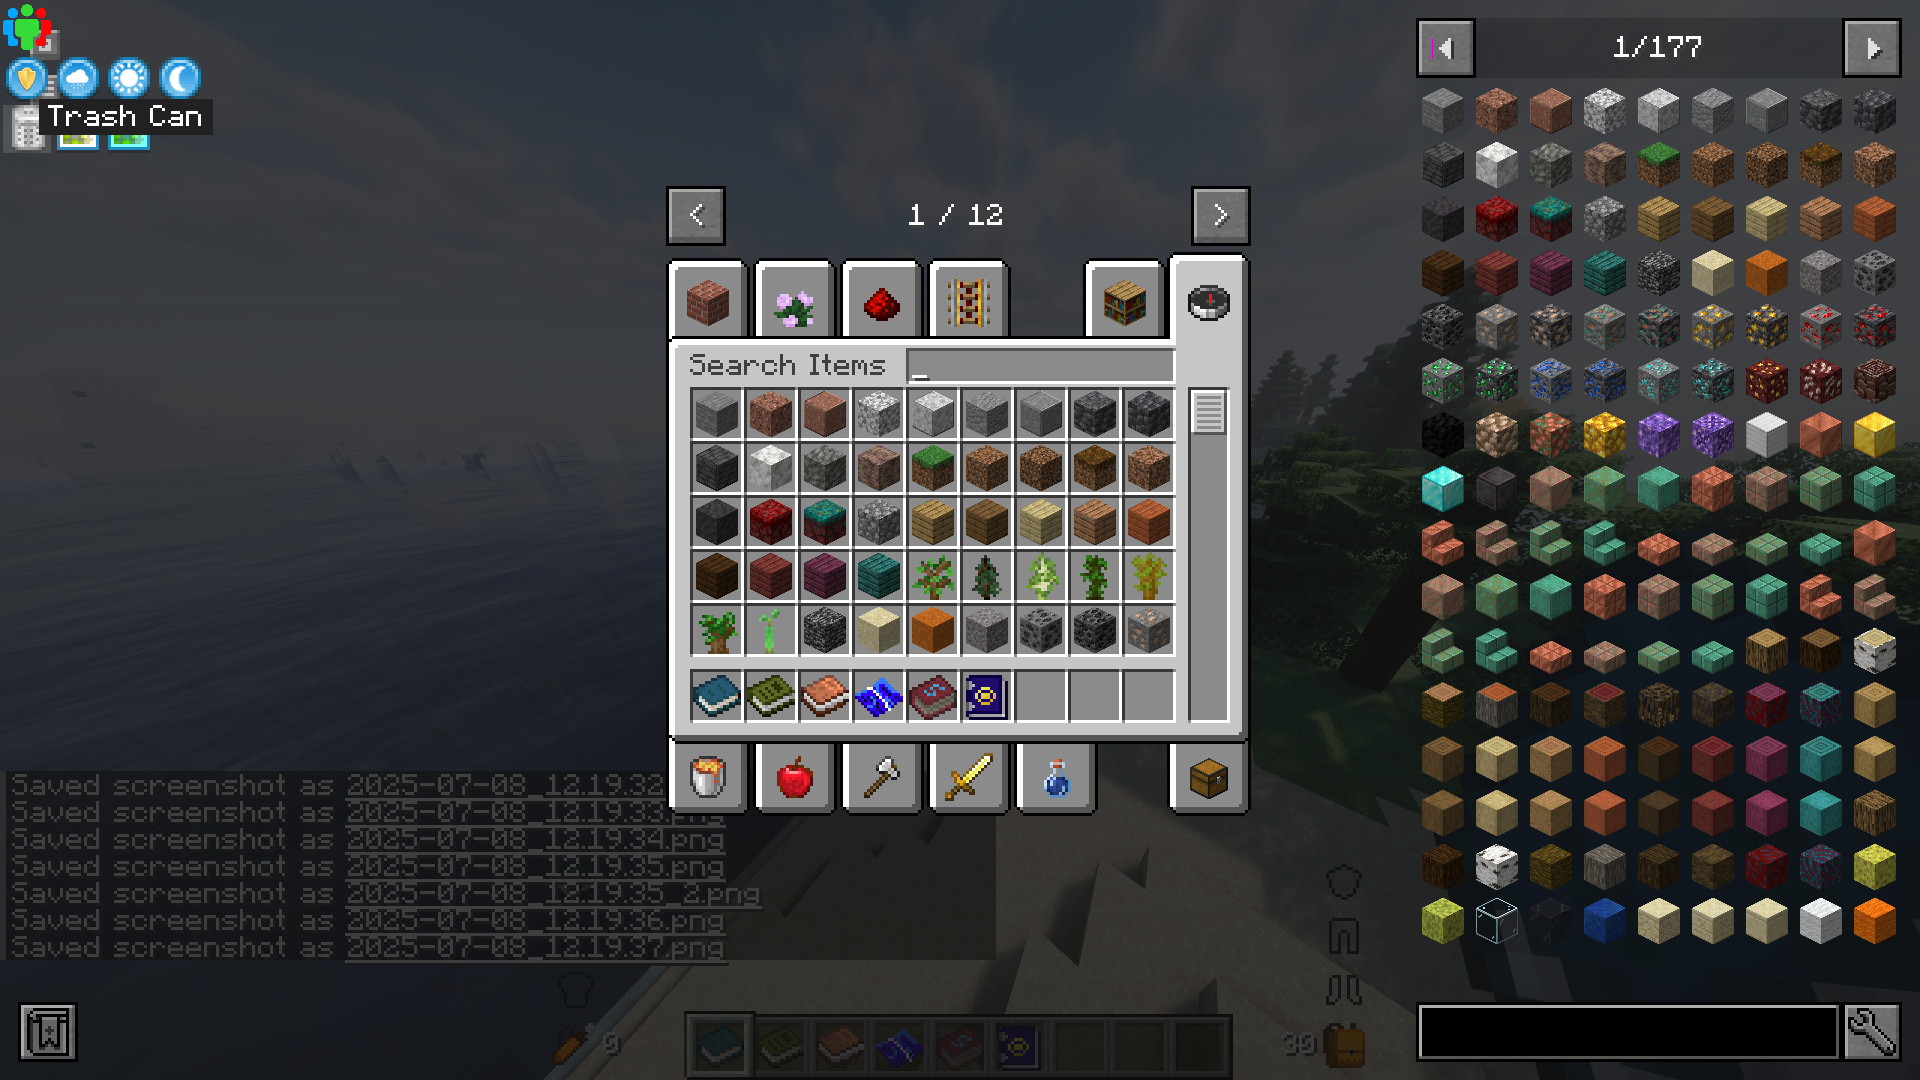 Trash Can
1/177
<
1 / 12
>
Search Items
Saved screenshot as 2025-07-08_12.19.32
Saved screenshot as 2025-07-08_12.19.33.png
Saved screenshot as 2025-07-08_12.19.34.png
Saved screenshot as 2025-07-08_12.19.35.png
Saved screenshot as 2025-07-08_12.19.35_2.png
Saved screenshot as 2025-07-08_12.19.36.png
Saved screenshot as 2025-07-08_12.19.37.png
0
30